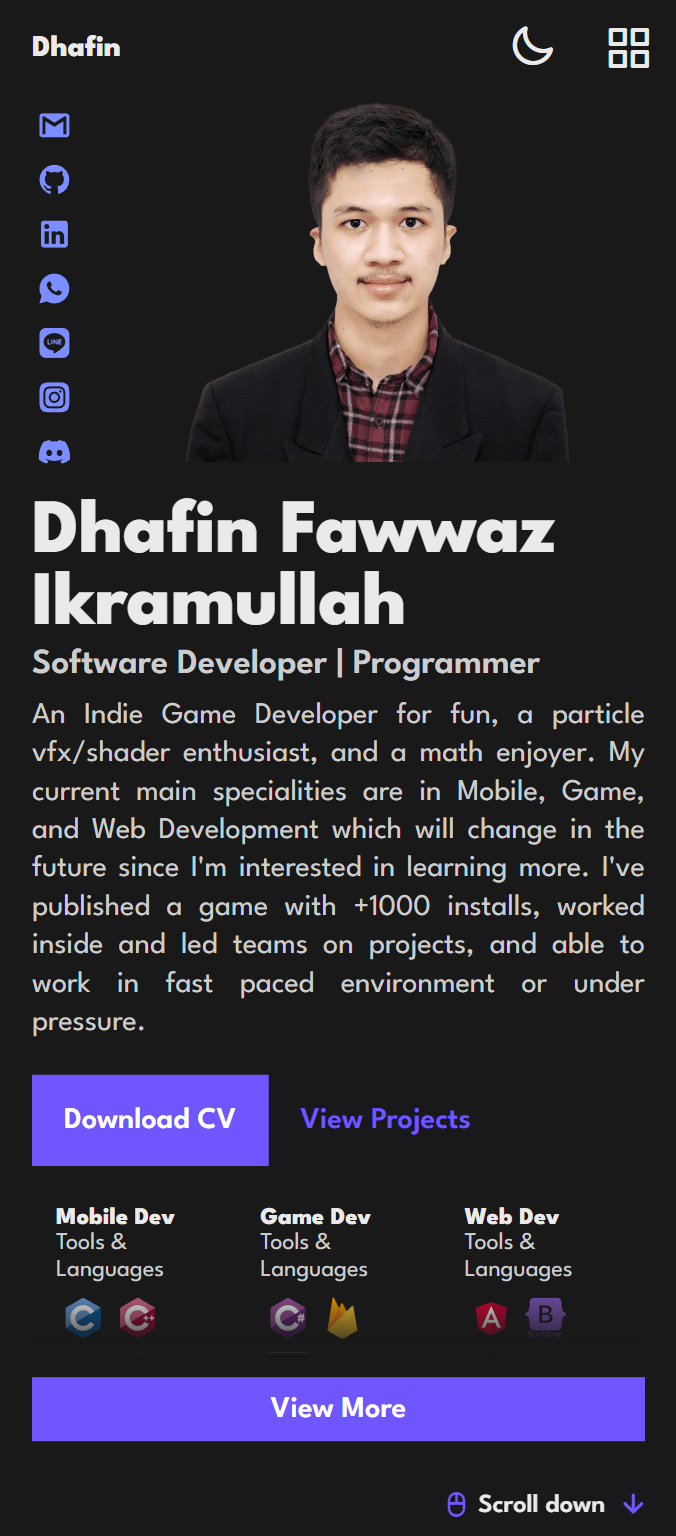 Dhafin
LINE
Dhafin Fawwaz
Ikramullah
Software Developer | Programmer
An Indie Game Developer for fun, a particle
vfx/shader enthusiast, and a math enjoyer. My
current main specialities are in Mobile, Game,
and Web Development which will change in the
future since I'm interested in learning more. I've
published a game with +1000 installs, worked
inside and led teams on projects, and able to
work in fast paced environment or under
pressure.
Download CV
View Projects
Mobile Dev
Tools &
Languages
C C++
Game Dev
Tools &
Languages
C#
Web Dev
Tools &
Languages
A B
Bootstrap
View More
Scroll down